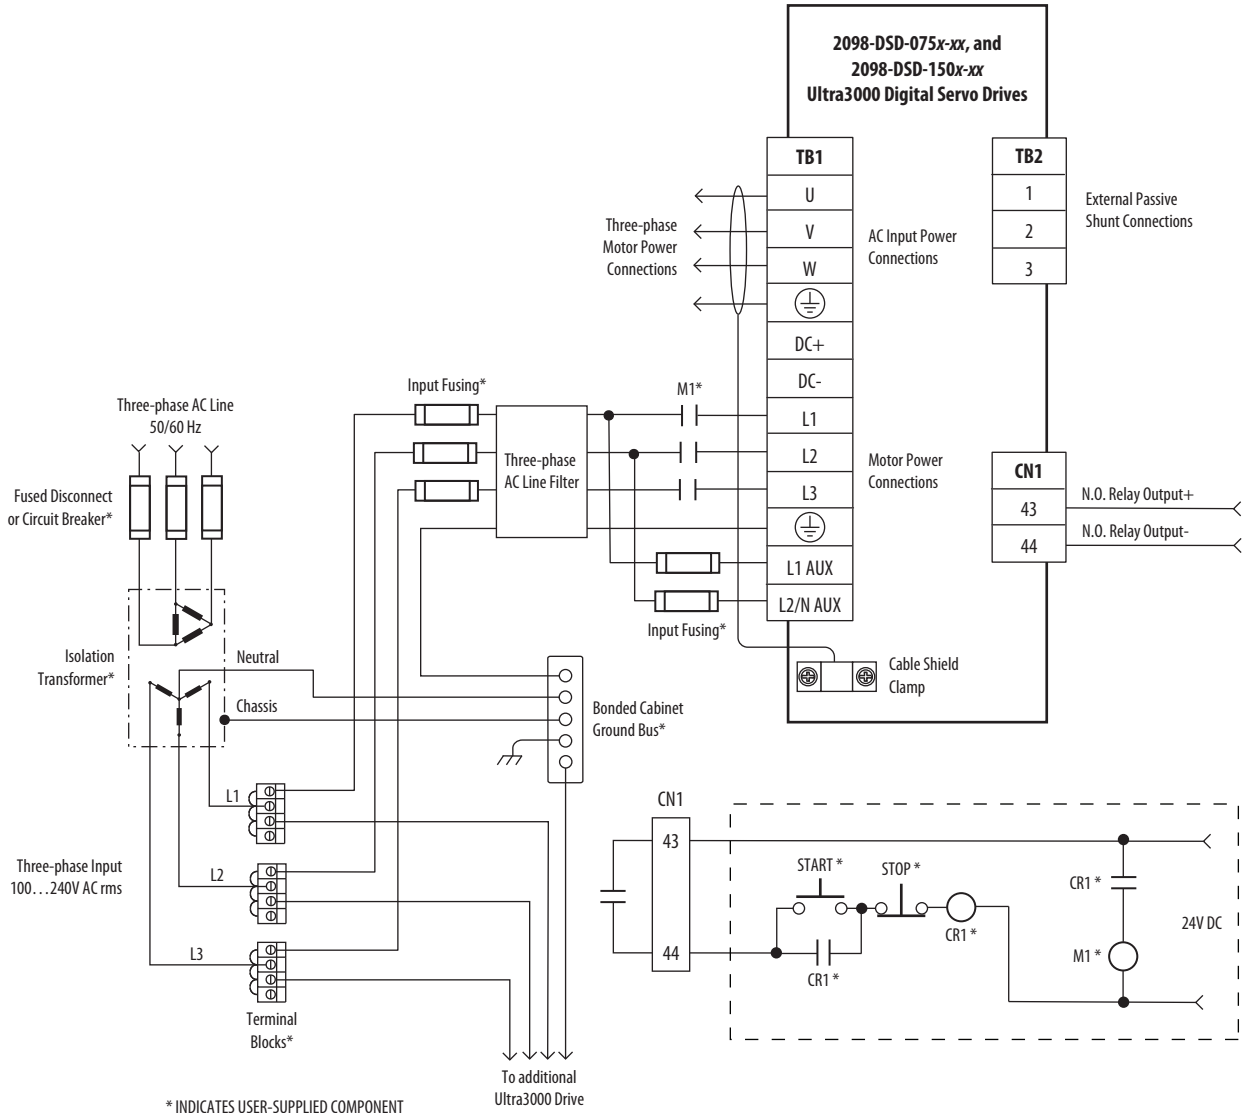 2098-DSD-075x-xx, and
2098-DSD-150x-xx
Ultra3000 Digital Servo Drives
TB1
U
V
W
DC+
DC-
L1
L2
L3
L1 AUX
L2/N AUX
TB2
1
2
3
External Passive
Shunt Connections
Three-phase
Motor Power
Connections
AC Input Power
Connections
Motor Power
Connections
CN1
43
44
N.O. Relay Output+
N.O. Relay Output-
Input Fusing*
M1*
Three-phase
AC Line Filter
Three-phase AC Line
50/60 Hz
Fused Disconnect
or Circuit Breaker*
Input Fusing*
Isolation
Transformer*
Neutral
Chassis
Bonded Cabinet
Ground Bus*
Cable Shield
Clamp
L1
L2
L3
Three-phase Input
100...240V AC rms
Terminal
Blocks*
To additional
Ultra3000 Drive
CN1
43
44
START *
STOP *
CR1 *
CR1 *
CR1 *
M1 *
24V DC
* INDICATES USER-SUPPLIED COMPONENT